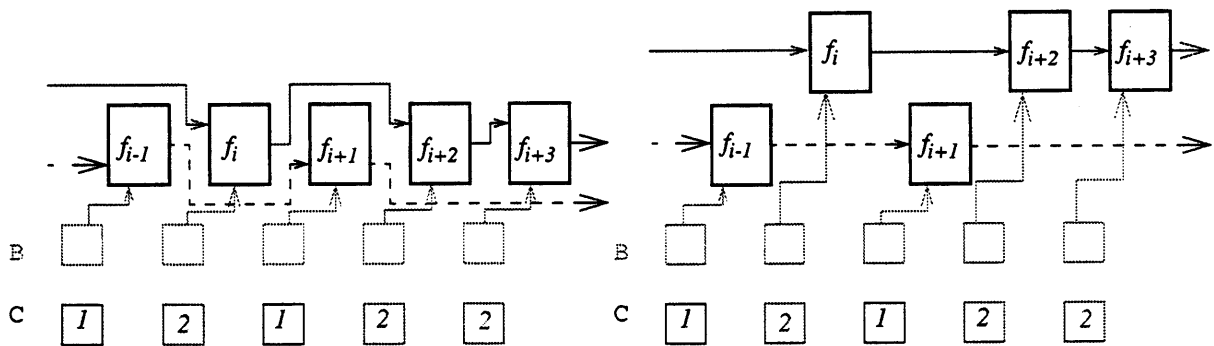 f_i f_{i+2} f_{i+3}
f_{i-1} f_i f_{i+1} f_{i+2} f_{i+3} f_{i-1} f_{i+1}
B B
C 1 2 1 2 2 C 1 2 1 2 2